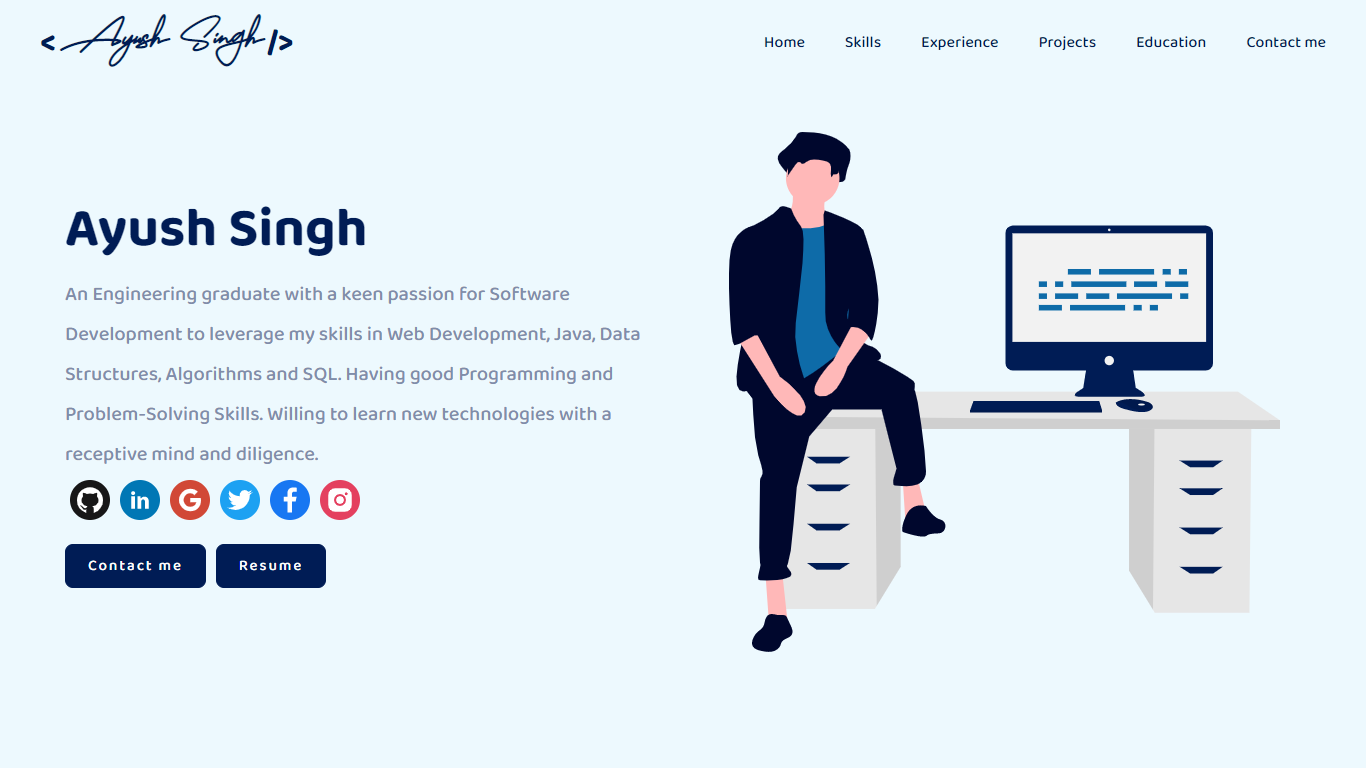 < Ayush Singh />
Home Skills Experience Projects Education Contact me
Ayush Singh
An Engineering graduate with a keen passion for Software
Development to leverage my skills in Web Development, Java, Data
Structures, Algorithms and SQL. Having good Programming and
Problem-Solving Skills. Willing to learn new technologies with a
receptive mind and diligence.
in G f
Contact me Resume